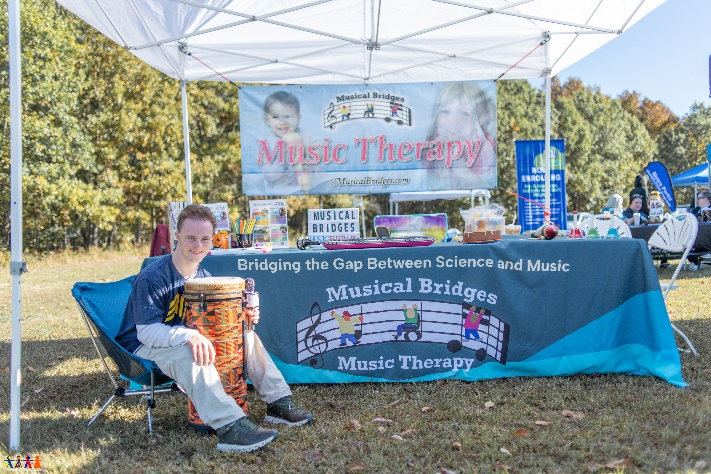 Musical Bridges
Music Therapy
eMusicalBridges.com
NOW
ENROLLING
MUSICAL
BRIDGES
Bridging the Gap Between Science and Music
Musical Bridges
Music Therapy